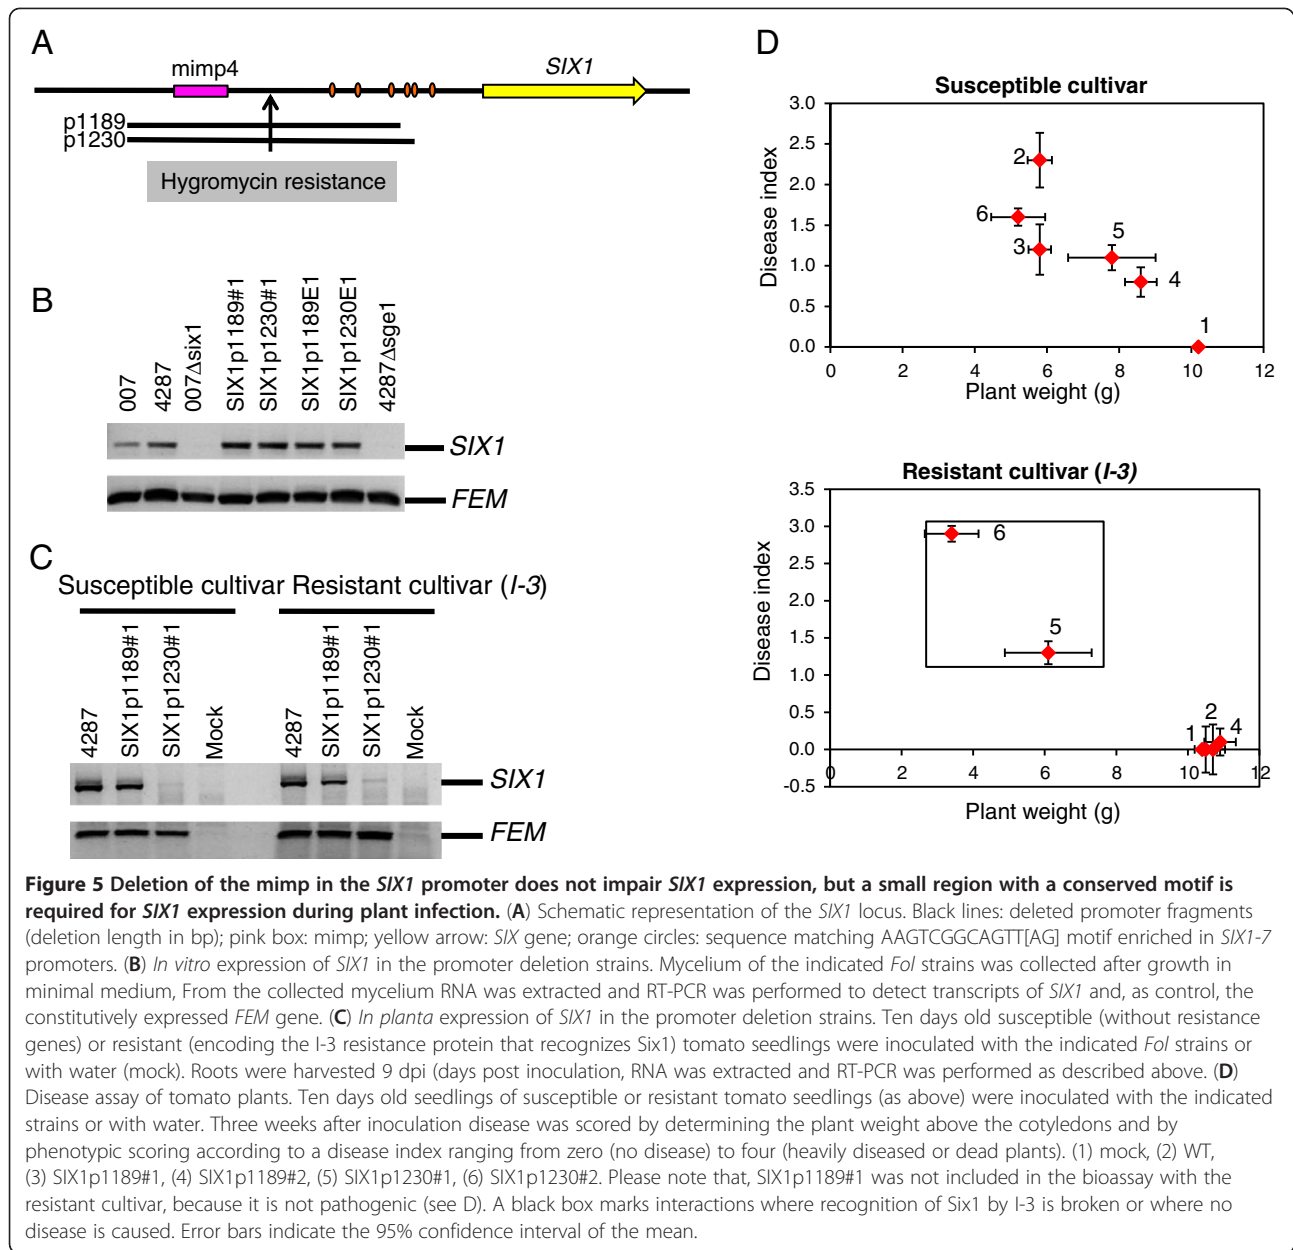 A
mimp4
SIX1
p1189
p1230
Hygromycin resistance
B
007
4287
007Δsix1
SIX1p1189#1
SIX1p1230#1
SIX1p1189E1
SIX1p1230E1
4287Δsge1
SIX1
FEM
C
Susceptible cultivar Resistant cultivar (I-3)
4287
SIX1p1189#1
SIX1p1230#1
Mock
4287
SIX1p1189#1
SIX1p1230#1
Mock
SIX1
FEM
D
Susceptible cultivar
Disease index
3.0
2.5
2.0
1.5
1.0
0.5
0.0
2
6
3
5
4
1
0 2 4 6 8 10 12
Plant weight (g)
Resistant cultivar (I-3)
Disease index
3.5
3.0
2.5
2.0
1.5
1.0
0.5
0.0
-0.5
6
5
2
1
4
0 2 4 6 8 10 12
Plant weight (g)
Figure 5 Deletion of the mimp in the SIX1 promoter does not impair SIX1 expression, but a small region with a conserved motif is
required for SIX1 expression during plant infection. (A) Schematic representation of the SIX1 locus. Black lines: deleted promoter fragments
(deletion length in bp); pink box: mimp; yellow arrow: SIX gene; orange circles: sequence matching AAGTCGGCAGTT[AG] motif enriched in SIX1-7
promoters. (B) In vitro expression of SIX1 in the promoter deletion strains. Mycelium of the indicated Fol strains was collected after growth in
minimal medium, From the collected mycelium RNA was extracted and RT-PCR was performed to detect transcripts of SIX1 and, as control, the
constitutively expressed FEM gene. (C) In planta expression of SIX1 in the promoter deletion strains. Ten days old susceptible (without resistance
genes) or resistant (encoding the I-3 resistance protein that recognizes Six1) tomato seedlings were inoculated with the indicated Fol strains or
with water (mock). Roots were harvested 9 dpi (days post inoculation, RNA was extracted and RT-PCR was performed as described above. (D)
Disease assay of tomato plants. Ten days old seedlings of susceptible or resistant tomato seedlings (as above) were inoculated with the indicated
strains or with water. Three weeks after inoculation disease was scored by determining the plant weight above the cotyledons and by
phenotypic scoring according to a disease index ranging from zero (no disease) to four (heavily diseased or dead plants). (1) mock, (2) WT,
(3) SIX1p1189#1, (4) SIX1p1189#2, (5) SIX1p1230#1, (6) SIX1p1230#2. Please note that, SIX1p1189#1 was not included in the bioassay with the
resistant cultivar, because it is not pathogenic (see D). A black box marks interactions where recognition of Six1 by I-3 is broken or where no
disease is caused. Error bars indicate the 95% confidence interval of the mean.